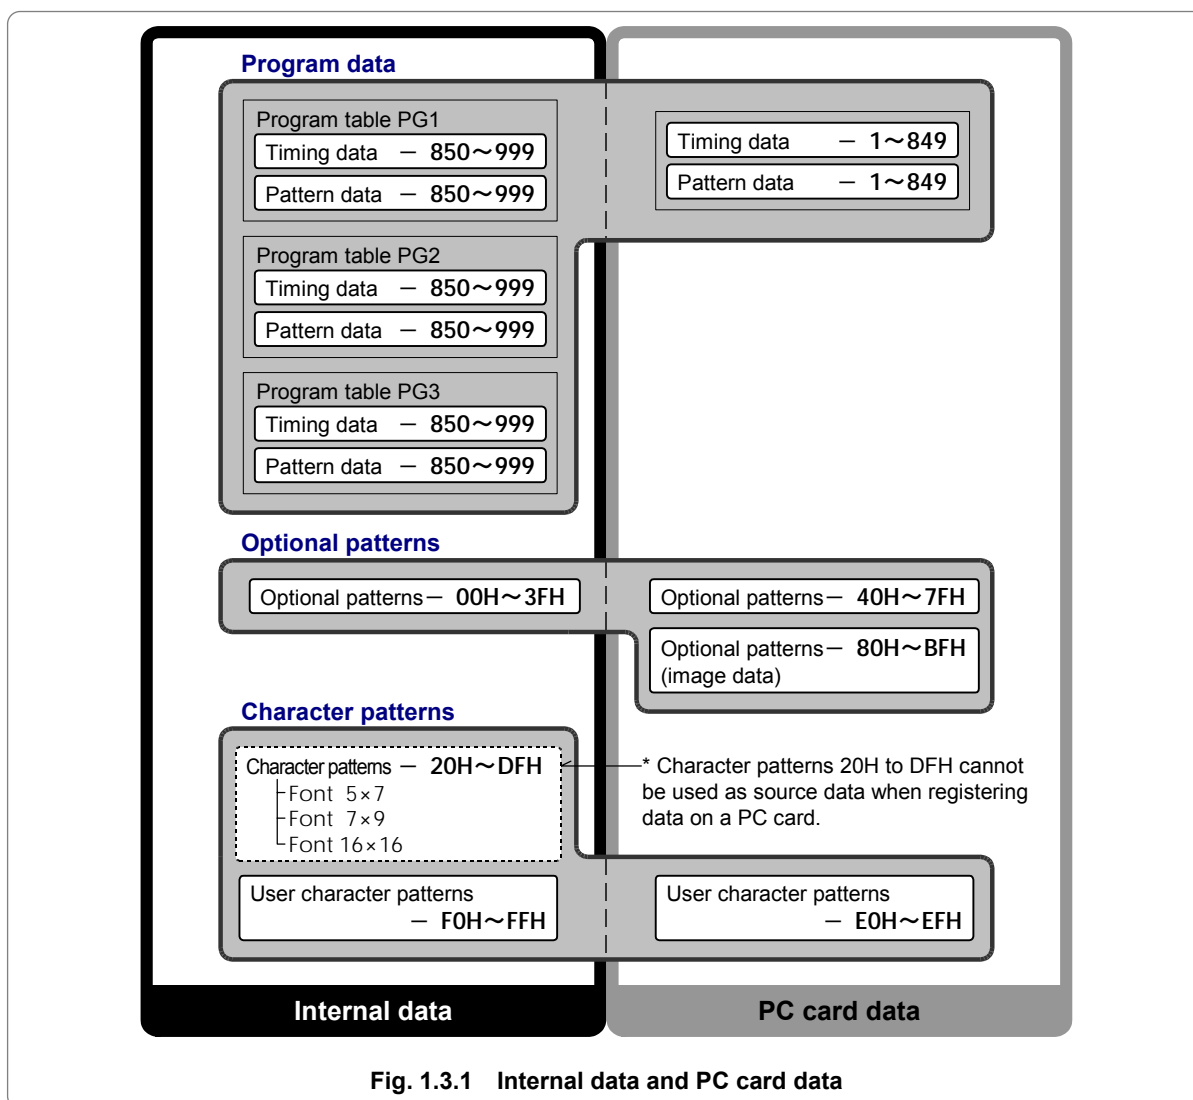 Program data
Program table PG1
Timing data － 850～999
Pattern data － 850～999
Timing data － 1～849
Pattern data － 1～849
Program table PG2
Timing data － 850～999
Pattern data － 850～999
Program table PG3
Timing data － 850～999
Pattern data － 850～999
Optional patterns
Optional patterns－ 00H～3FH
Optional patterns－ 40H～7FH
Optional patterns－ 80H～BFH
(image data)
Character patterns
Character patterns － 20H～DFH
Font 5×7
Font 7×9
Font 16×16
* Character patterns 20H to DFH cannot
be used as source data when registering
data on a PC card.
User character patterns
－ F0H～FFH
User character patterns
－ E0H～EFH
Internal data
PC card data
Fig. 1.3.1 Internal data and PC card data